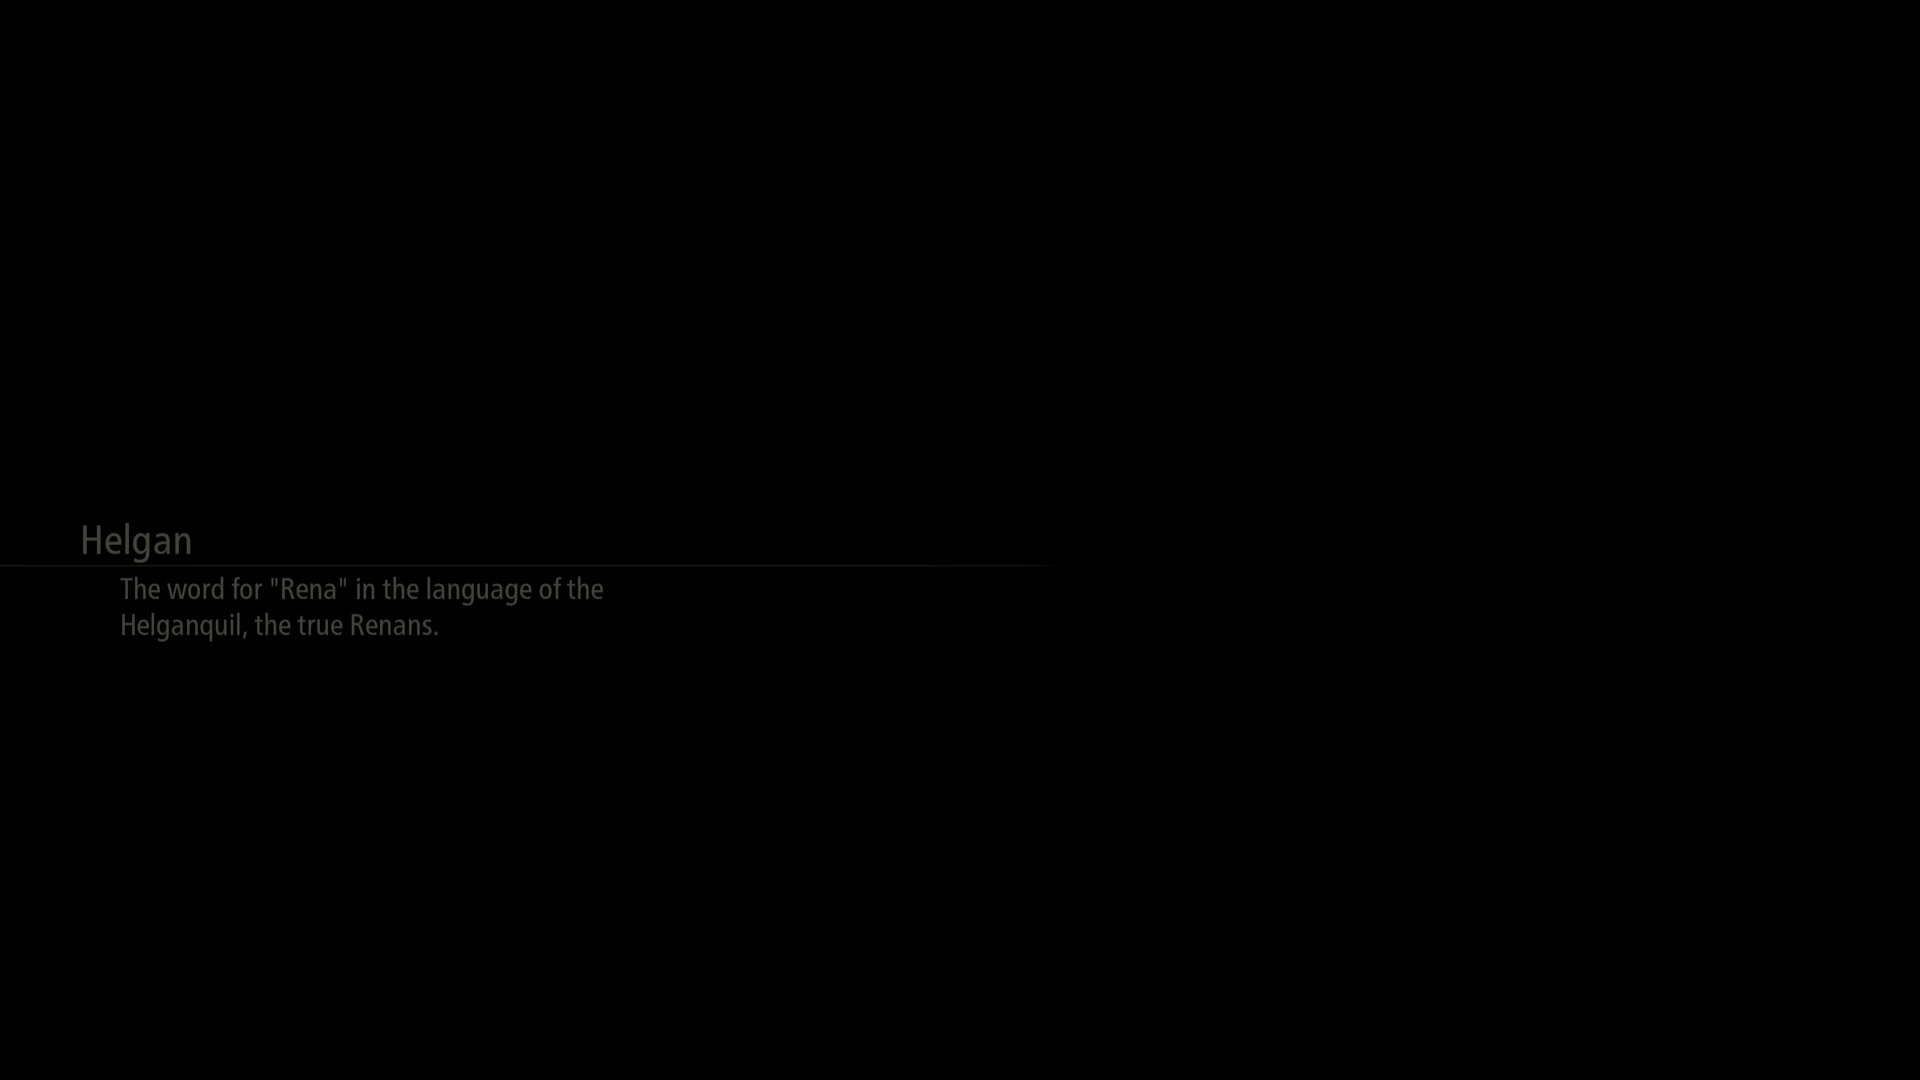 Helgan
The word for "Rena" in the language of the
Helganquil, the true Renans.